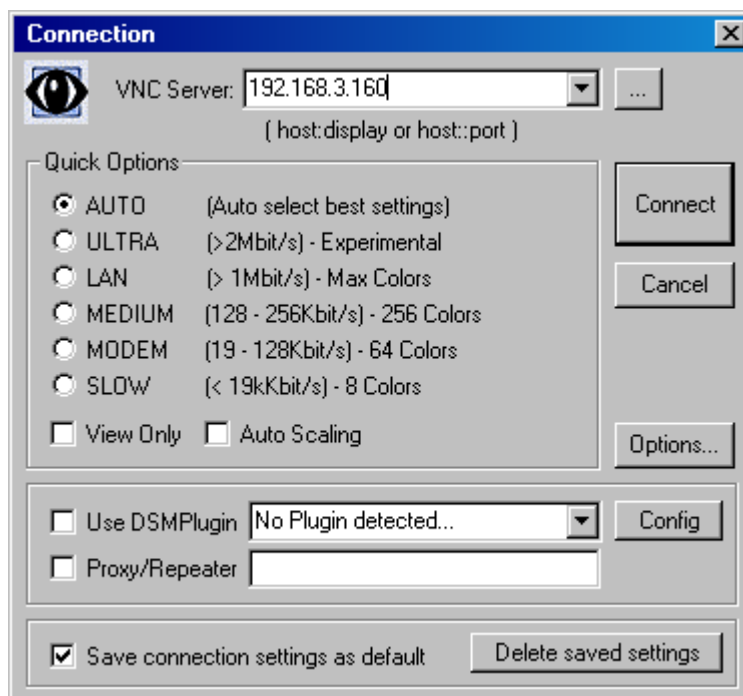 Connection
VNC Server: 192.168.3.160 ...
( host:display or host::port )
Quick Options
AUTO (Auto select best settings)
ULTRA (>2Mbit/s) - Experimental
LAN (> 1Mbit/s) - Max Colors
MEDIUM (128 - 256Kbit/s) - 256 Colors
MODEM (19 - 128Kbit/s) - 64 Colors
SLOW (< 19kKbit/s) - 8 Colors
View Only Auto Scaling
Connect
Cancel
Options...
Use DSMPlugin No Plugin detected... Config
Proxy/Repeater
Save connection settings as default Delete saved settings